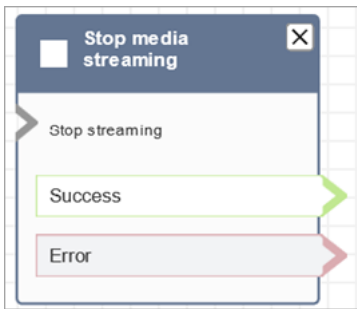 Stop media
streaming
Stop streaming
Success
Error